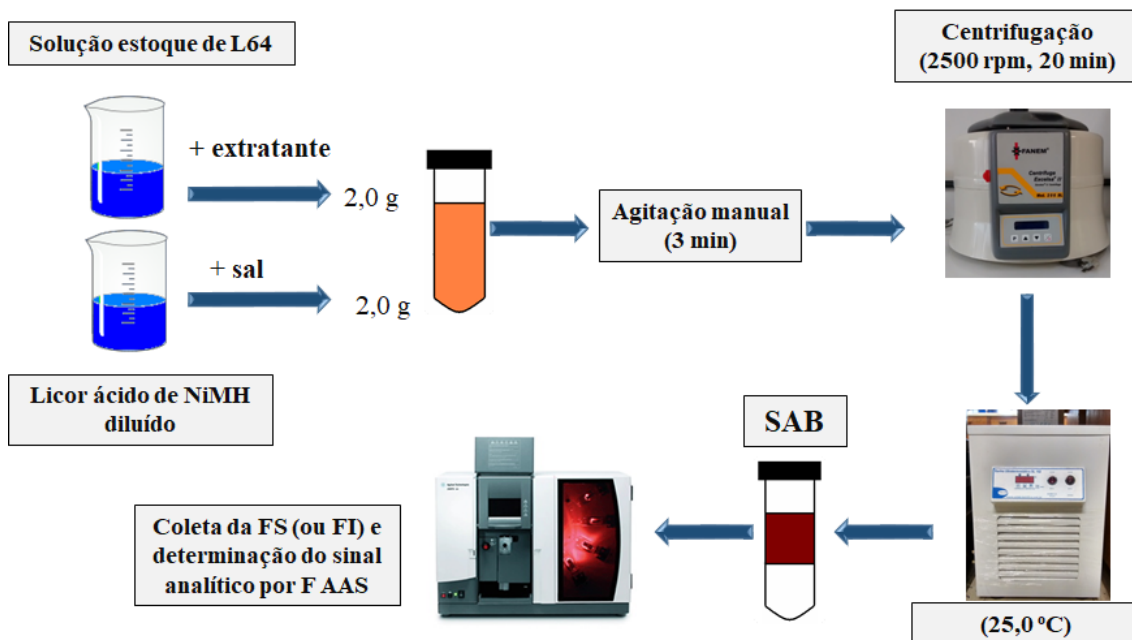 Solução estoque de L64
Centrifugação
(2500 rpm, 20 min)
+ extratante
2,0 g
+ sal
2,0 g
Agitação manual
(3 min)
FANEM
Licor ácido de NiMH
diluído
SAB
Coleta da FS (ou FI) e
determinação do sinal
analítico por F AAS
(25,0 ºC)